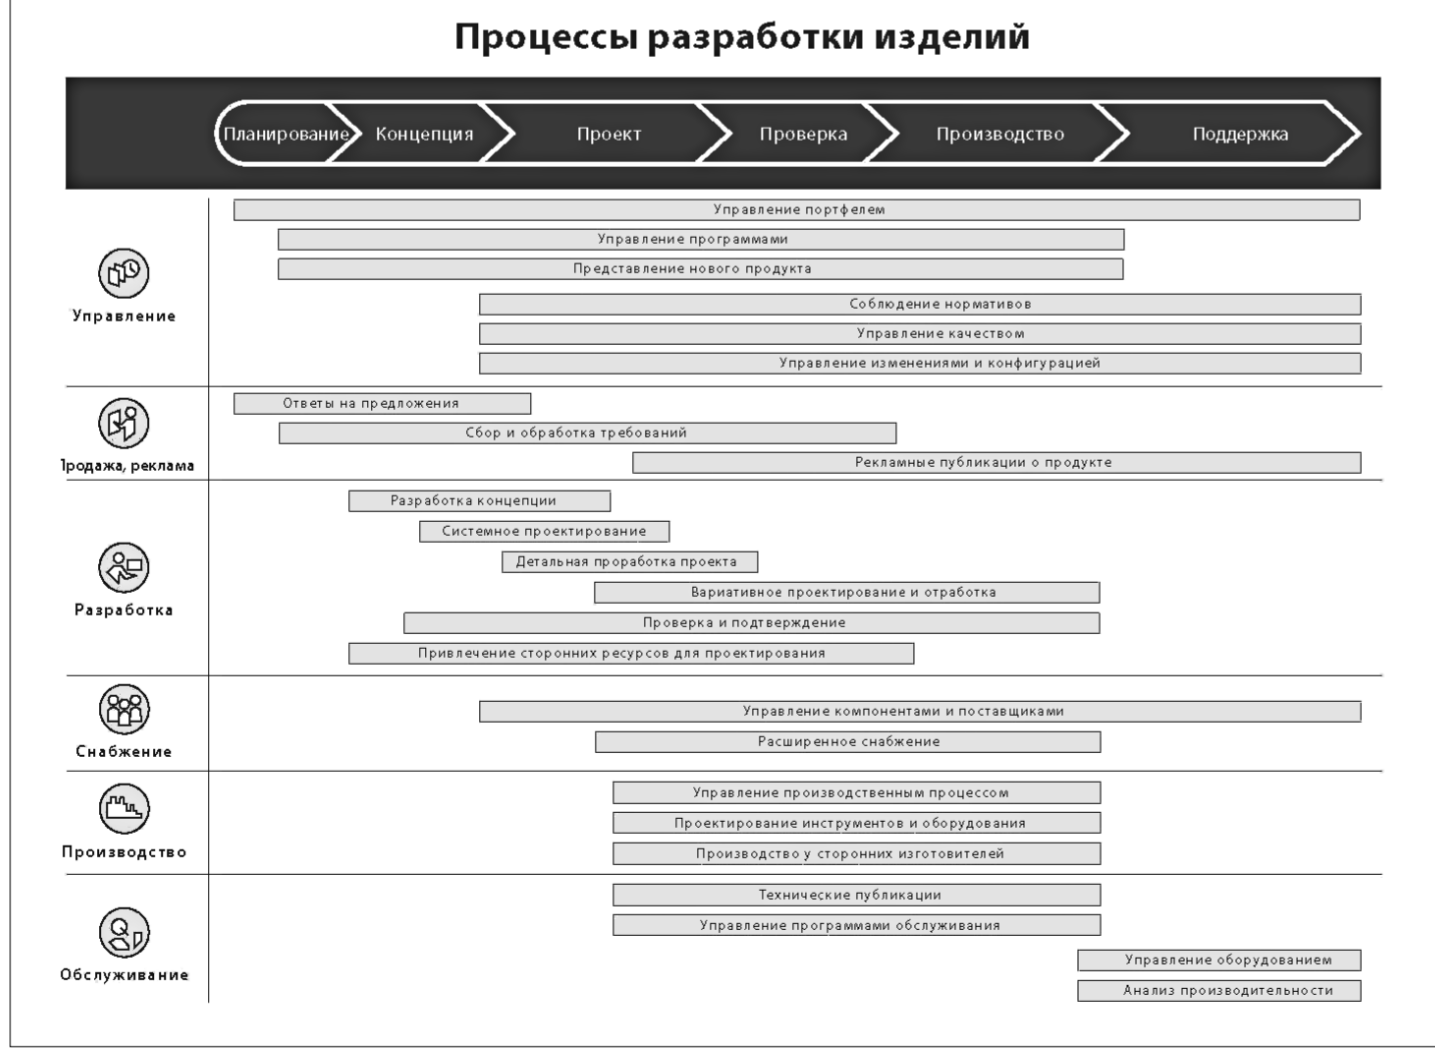 Процессы разработки изделий
Планирование
Концепция
Проект
Проверка
Производство
Поддержка
Управление
Управление портфелем
Управление программами
Представление нового продукта
Соблюдение нормативов
Управление качеством
Управление изменениями и конфигурацией
Продажа, реклама
Ответы на предложения
Сбор и обработка требований
Рекламные публикации о продукте
Разработка
Разработка концепции
Системное проектирование
Детальная проработка проекта
Вариативное проектирование и отработка
Проверка и подтверждение
Привлечение сторонних ресурсов для проектирования
Снабжение
Управление компонентами и поставщиками
Расширенное снабжение
Производство
Управление производственным процессом
Проектирование инструментов и оборудования
Производство у сторонних изготовителей
Обслуживание
Технические публикации
Управление программами обслуживания
Управление оборудованием
Анализ производительности